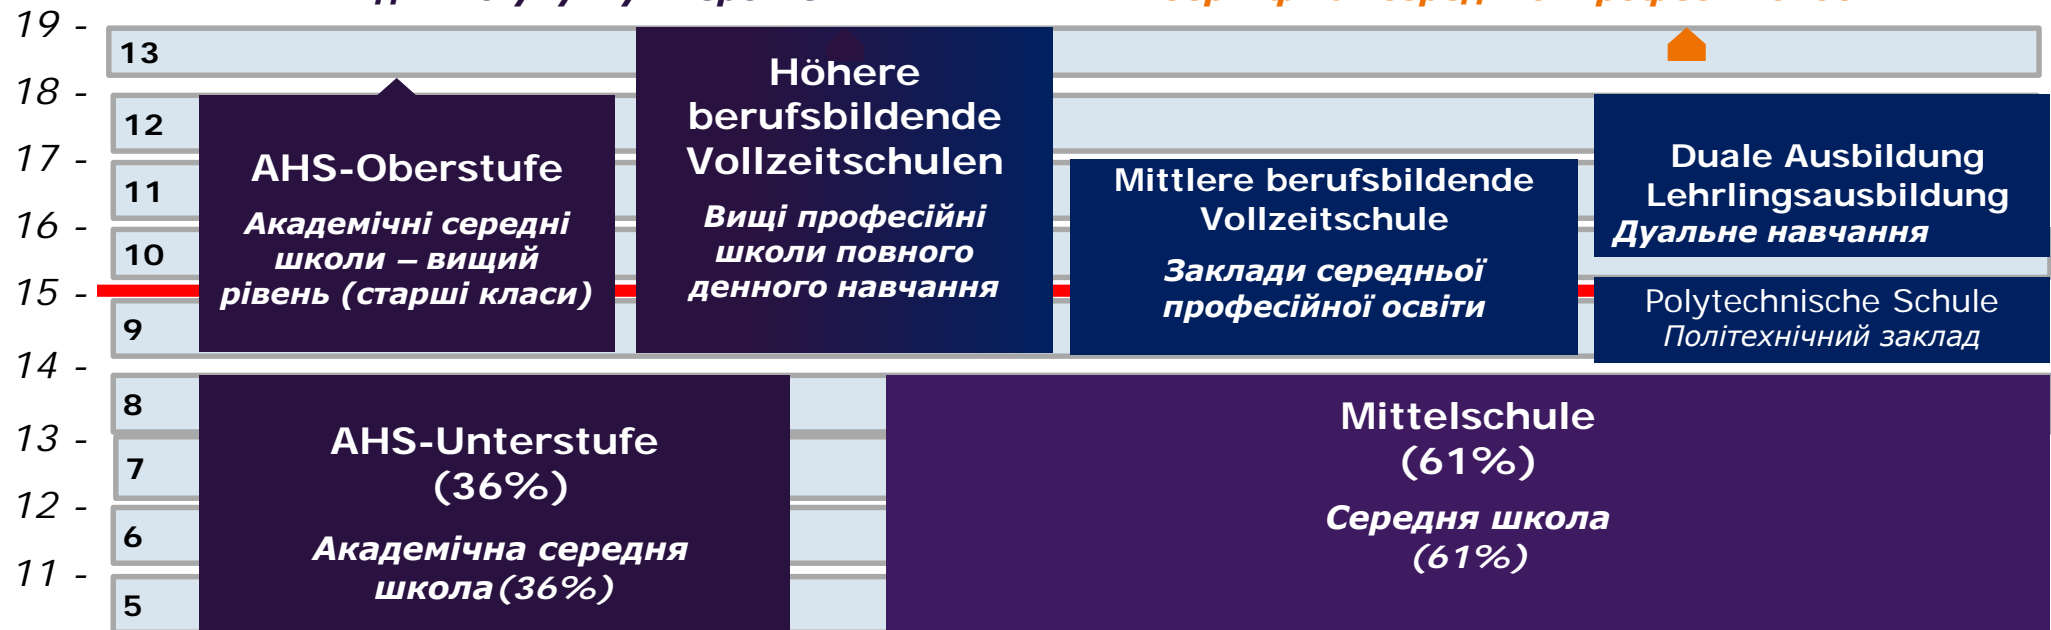 19 -
13
18 -
12
17 -
11
16 -
10
15 -
9
14 -
8
13 -
7
12 -
6
11 -
5
AHS-Oberstufe
Академічні середні
школи – вищий
рівень (старші класи)
Höhere
berufsbildende
Vollzeitschulen
Вищі професійні
школи повного
денного навчання
Mittlere berufsbildende
Vollzeitschule
Заклади середньої
професійної освіти
Duale Ausbildung
Lehrlingsausbildung
Дуальне навчання
Polytechnische Schule
Політехнічний заклад
AHS-Unterstufe
(36%)
Академічна середня
школа (36%)
Mittelschule
(61%)
Середня школа
(61%)